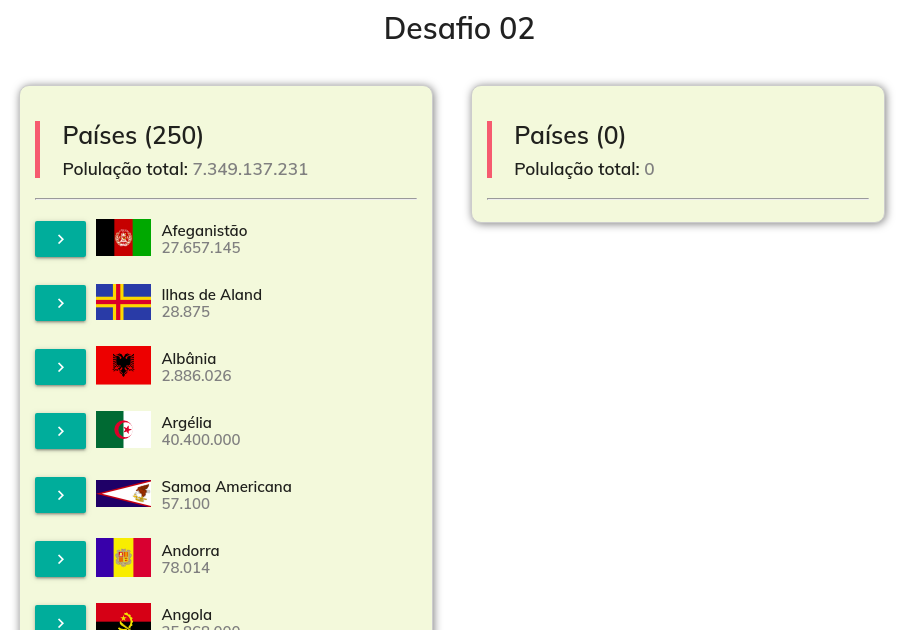 Desafio 02
Países (250)
Polulação total: 7.349.137.231
Afeganistão
27.657.145
Ilhas de Aland
28.875
Albânia
2.886.026
Argélia
40.400.000
Samoa Americana
57.100
Andorra
78.014
Angola
Países (0)
Polulação total: 0